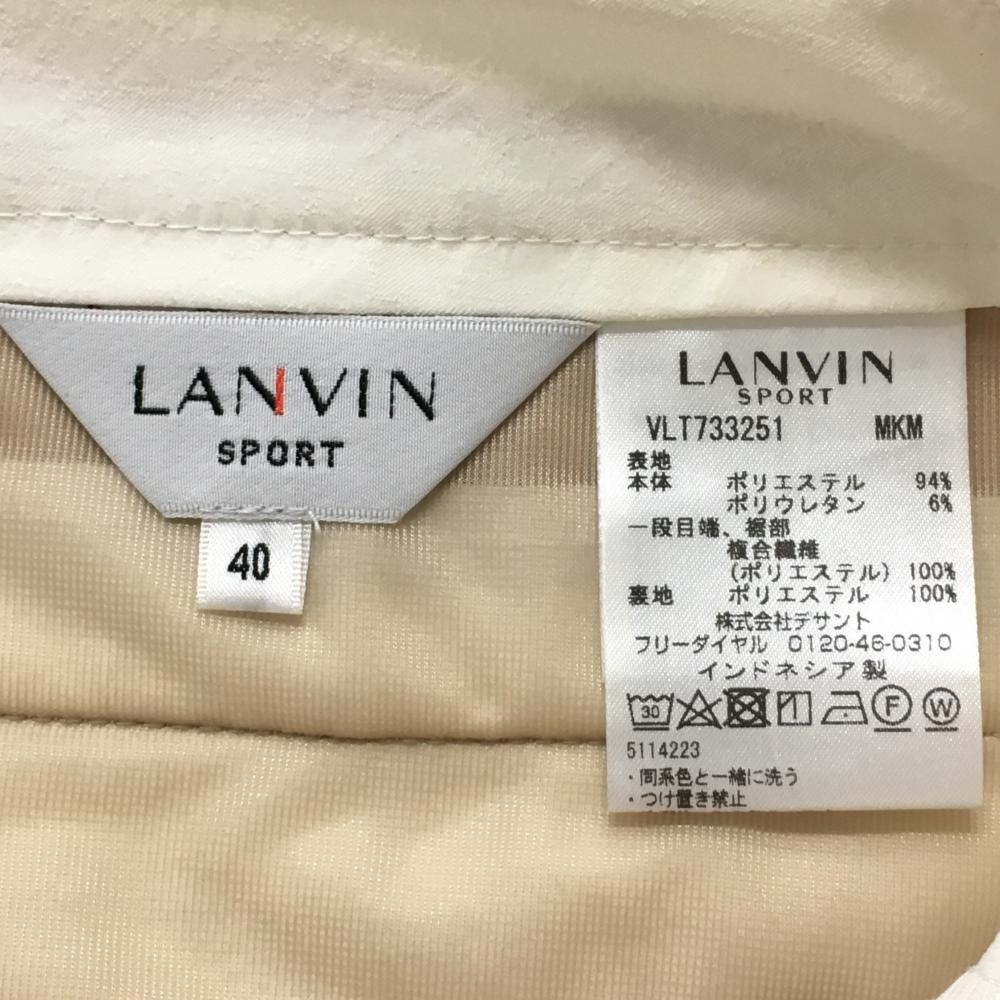 LANVIN
SPORT
40
LANVIN
SPORT
VLT733251 MKM
表地
本体 ポリエステル 94%
ポリウレタン 6%
一段目端、裾部
複合繊維
(ポリエステル) 100%
裏地 ポリエステル 100%
株式会社デサント
フリーダイヤル 0120-46-0310
インドネシア製
30 F W
5114223
・同系色と一緒に洗う
・つけ置き禁止